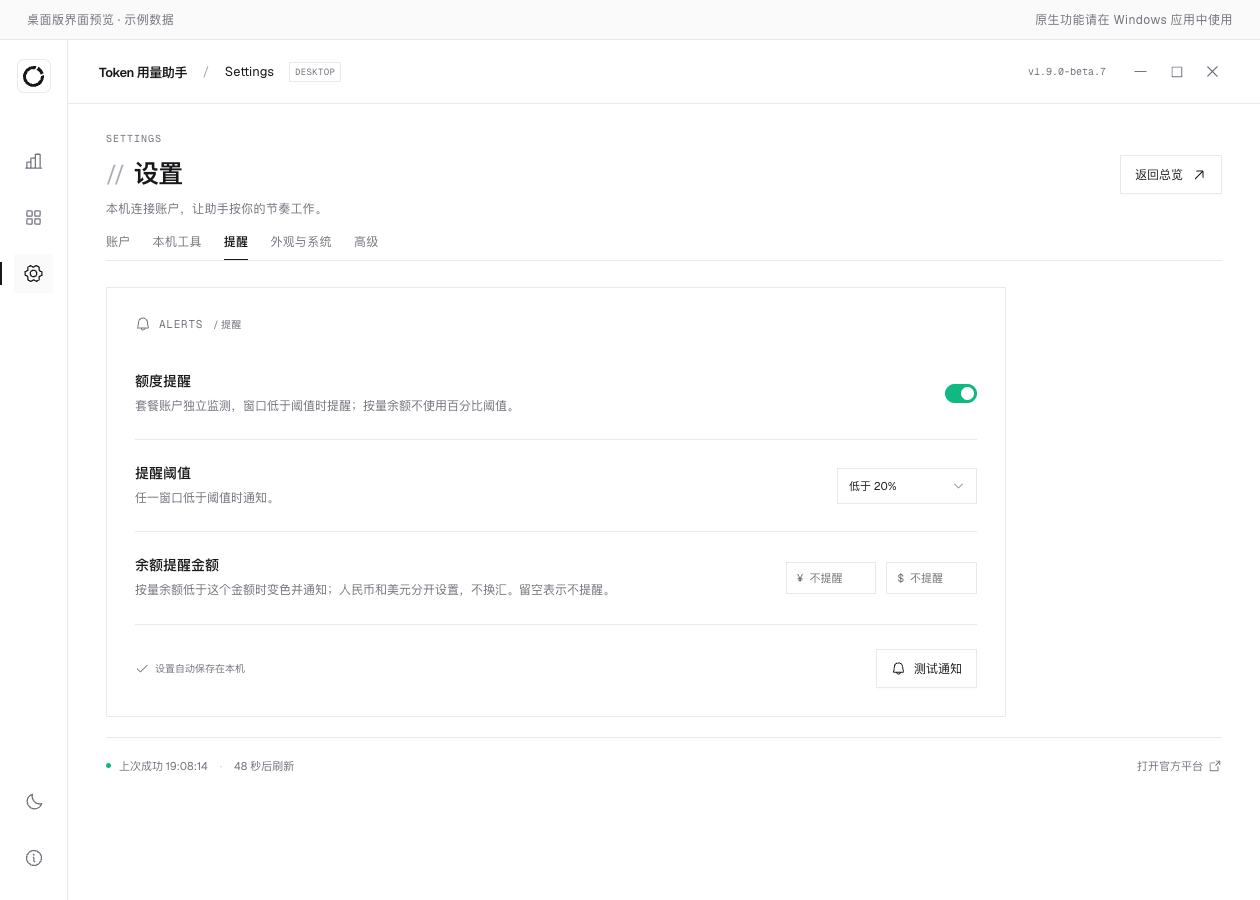 桌面版界面预览 · 示例数据
原生功能请在 Windows 应用中使用
Token 用量助手 / Settings DESKTOP
v1.9.0-beta.7
SETTINGS
// 设置
返回总览
本机连接账户，让助手按你的节奏工作。
账户 本机工具 提醒 外观与系统 高级
ALERTS / 提醒
额度提醒
套餐账户独立监测，窗口低于阈值时提醒；按量余额不使用百分比阈值。
提醒阈值
任一窗口低于阈值时通知。
低于 20%
余额提醒金额
按量余额低于这个金额时变色并通知；人民币和美元分开设置，不换汇。留空表示不提醒。
¥ 不提醒
$ 不提醒
设置自动保存在本机
测试通知
上次成功 19:08:14 · 48 秒后刷新
打开官方平台